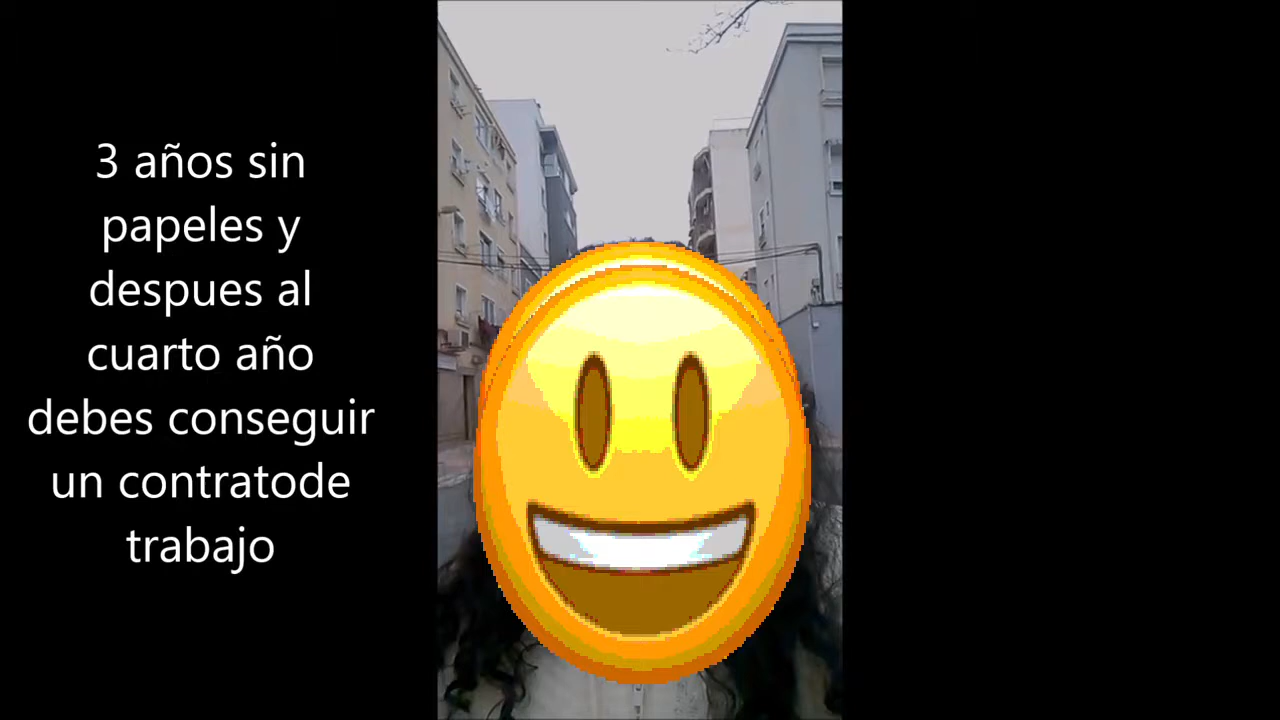 3 años sin
papeles y
despues al
cuarto año
debes conseguir
un contratode
trabajo